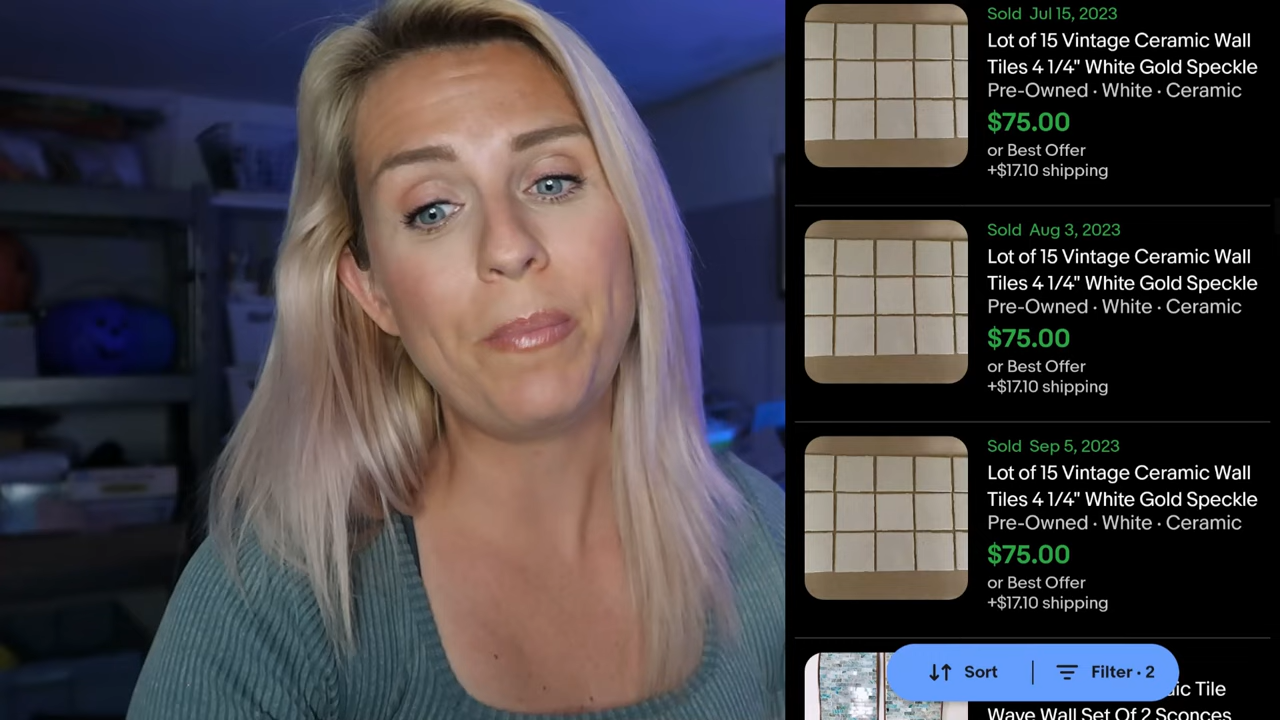 Sold Jul 15, 2023
Lot of 15 Vintage Ceramic Wall
Tiles 4 1/4" White Gold Speckle
Pre-Owned · White · Ceramic
$75.00
or Best Offer
+$17.10 shipping
Sold Aug 3, 2023
Lot of 15 Vintage Ceramic Wall
Tiles 4 1/4" White Gold Speckle
Pre-Owned · White · Ceramic
$75.00
or Best Offer
+$17.10 shipping
Sold Sep 5, 2023
Lot of 15 Vintage Ceramic Wall
Tiles 4 1/4" White Gold Speckle
Pre-Owned · White · Ceramic
$75.00
or Best Offer
+$17.10 shipping
Sort Filter · 2
Tile
Wave Wall Set Of 2 Sconces